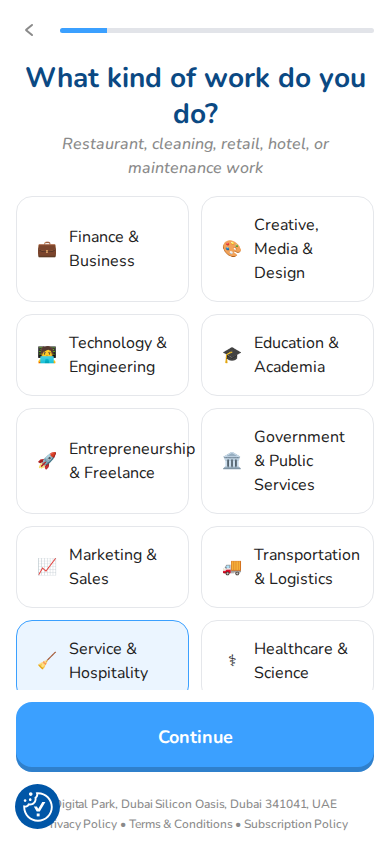 What kind of work do you
do?
Restaurant, cleaning, retail, hotel, or
maintenance work
Finance &
Business
Creative,
Media &
Design
Technology &
Engineering
Education &
Academia
Entrepreneurship
& Freelance
Government
& Public
Services
Marketing &
Sales
Transportation
& Logistics
Service &
Hospitality
Healthcare &
Science
Continue
Digital Park, Dubai Silicon Oasis, Dubai 341041, UAE
Policy • Terms & Conditions • Subscription Policy